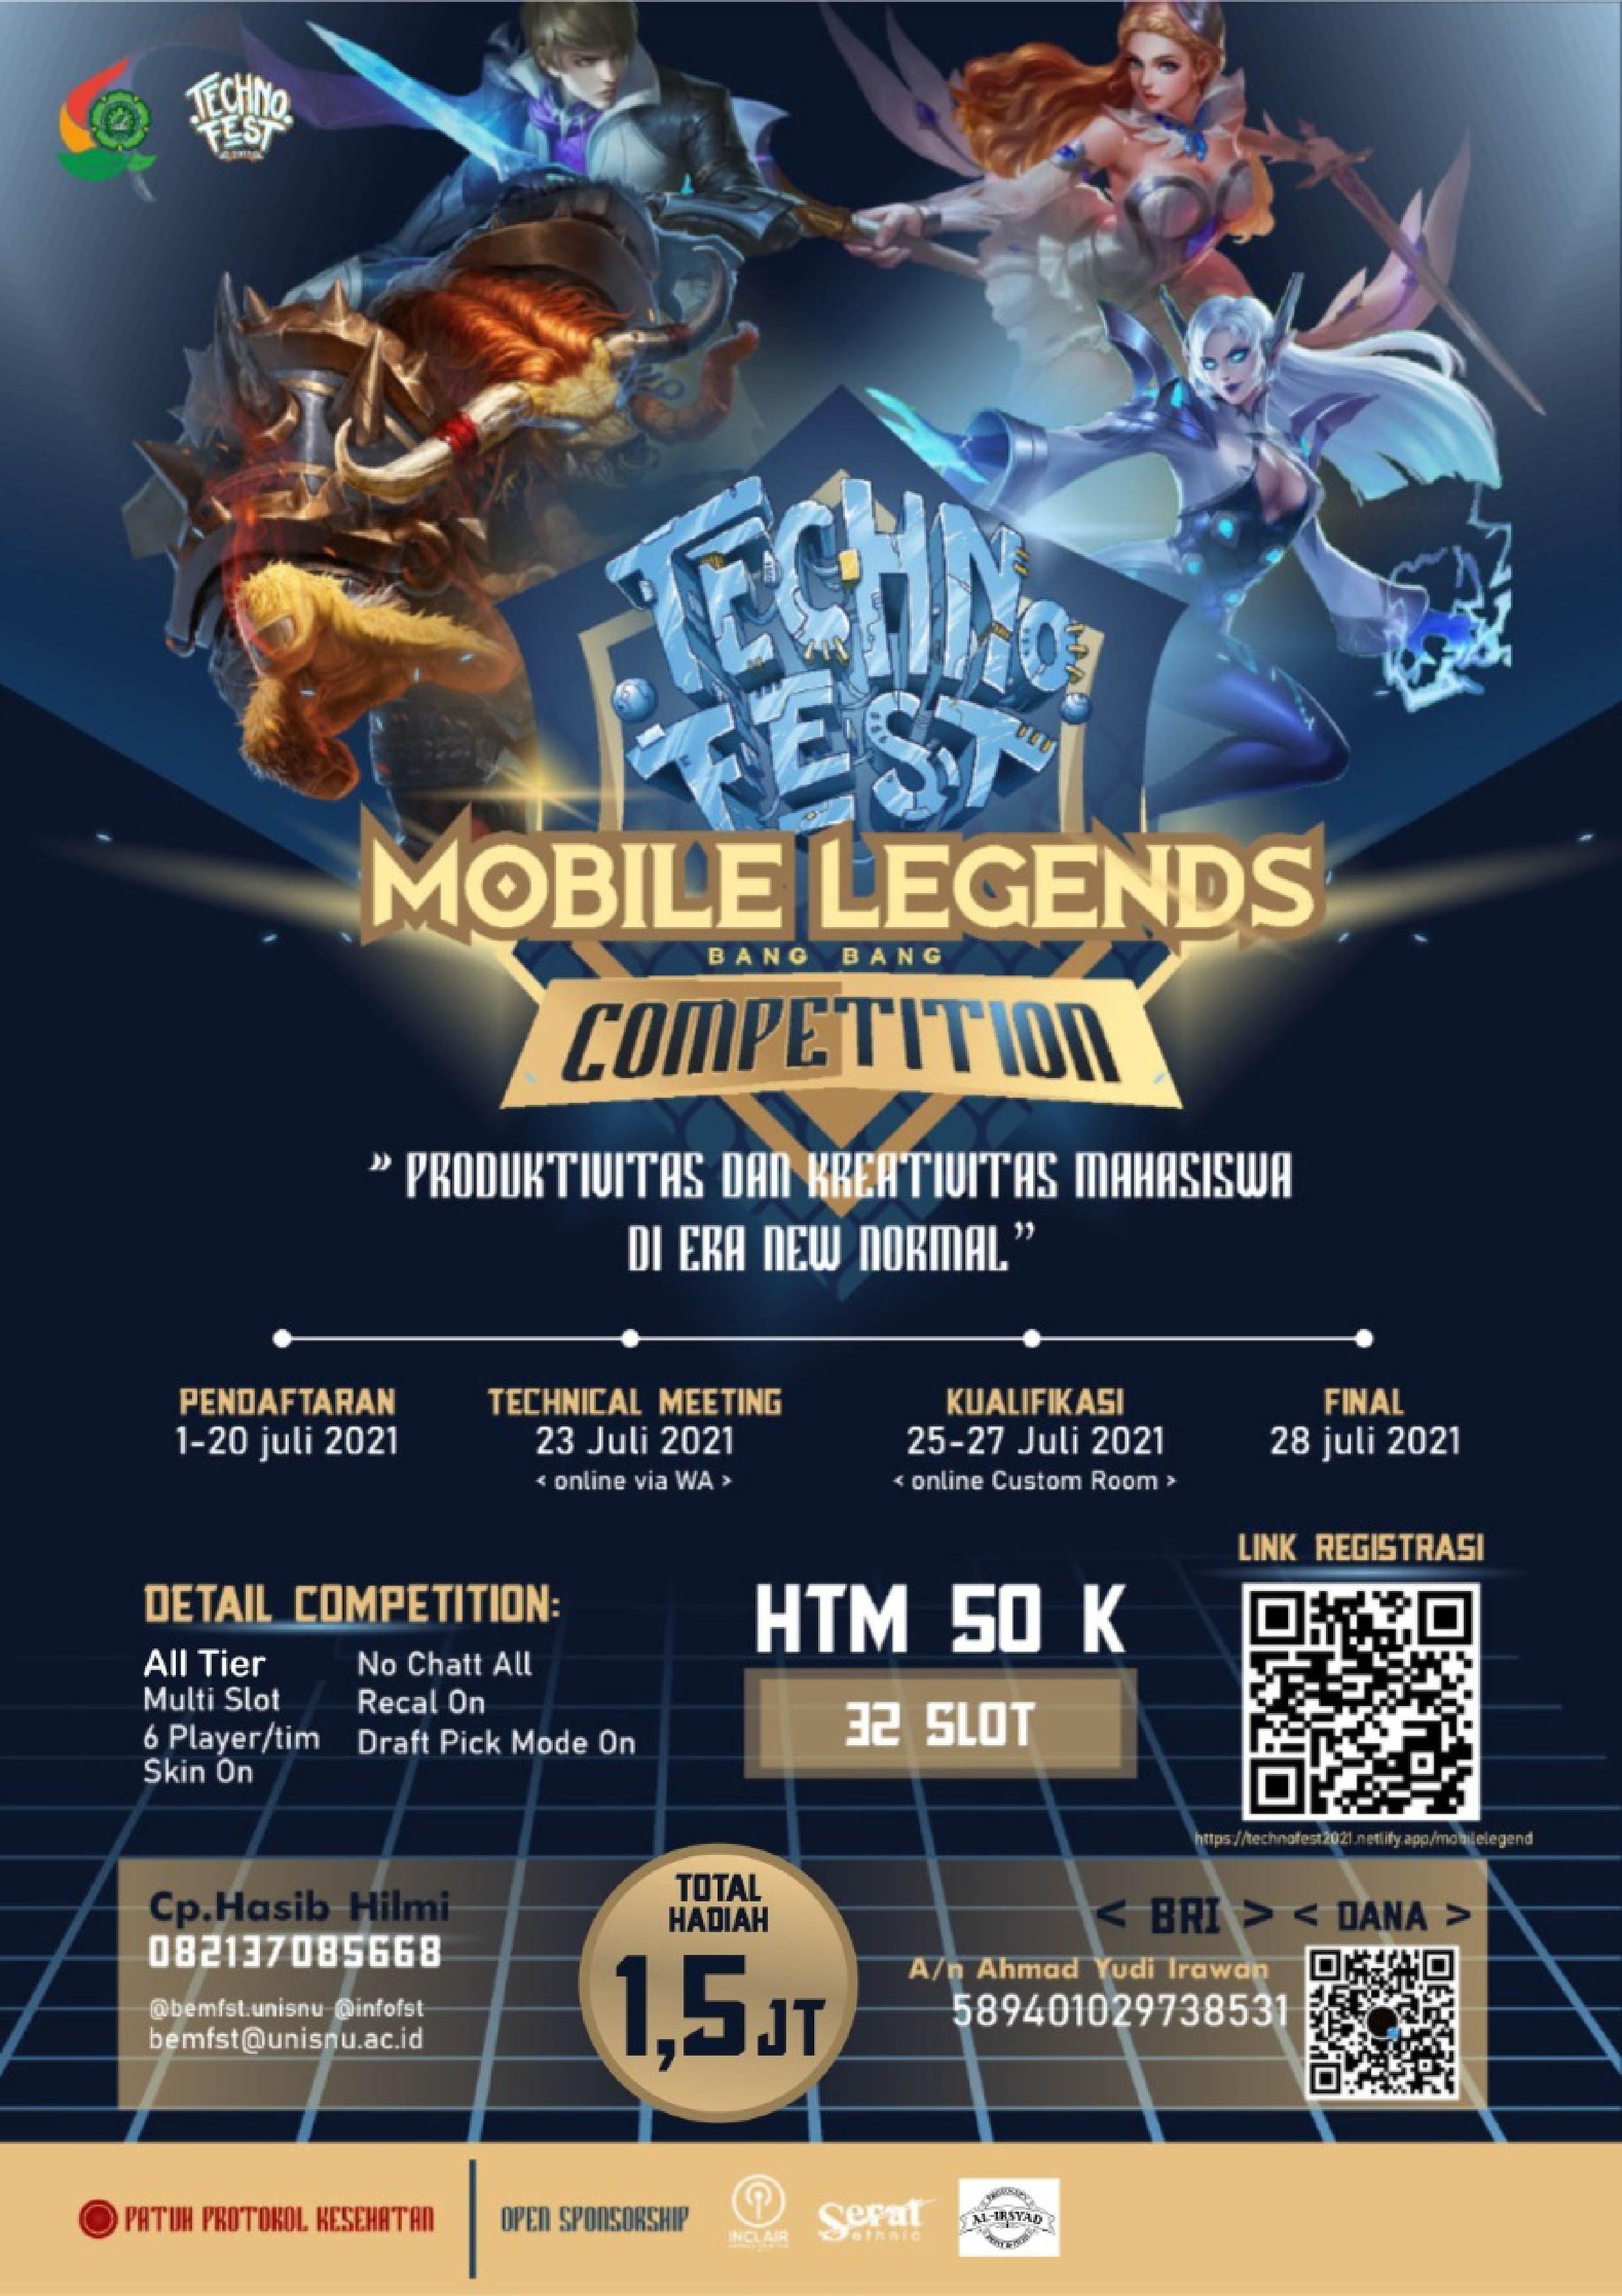 TECHNO
FEST
TECHNO
FEST
MOBILE LEGENDS
BANG BANG
COMPETITION
" PRODUKTIVITAS DAN KREATIVITAS MAHASISWA
DI ERA NEW NORMAL"
PENDAFTARAN
1-20 juli 2021
TECHNICAL MEETING
23 Juli 2021
< online via WA >
KUALIFIKASI
25-27 Juli 2021
< online Custom Room >
FINAL
28 juli 2021
DETAIL COMPETITION:
All Tier
Multi Slot
6 Player/tim
Skin On
No Chatt All
Recal On
Draft Pick Mode On
HTM 50 K
32 SLOT
LINK REGISTRASI
https://technofest2021.netlify.app/mobilelegend
Cp.Hasib Hilmi
082137085668
@bemfst.unisnu @infofst
bemfst@unisnu.ac.id
TOTAL
HADIAH
1,5 JT
< BRI > < DANA >
A/n Ahmad Yudi Irawan
589401029738531
PATUH PROTOKOL KESEHATAN
OPEN SPONSORSHIP
INCLAIR
Serat
ethnic
AL-IRSYAD